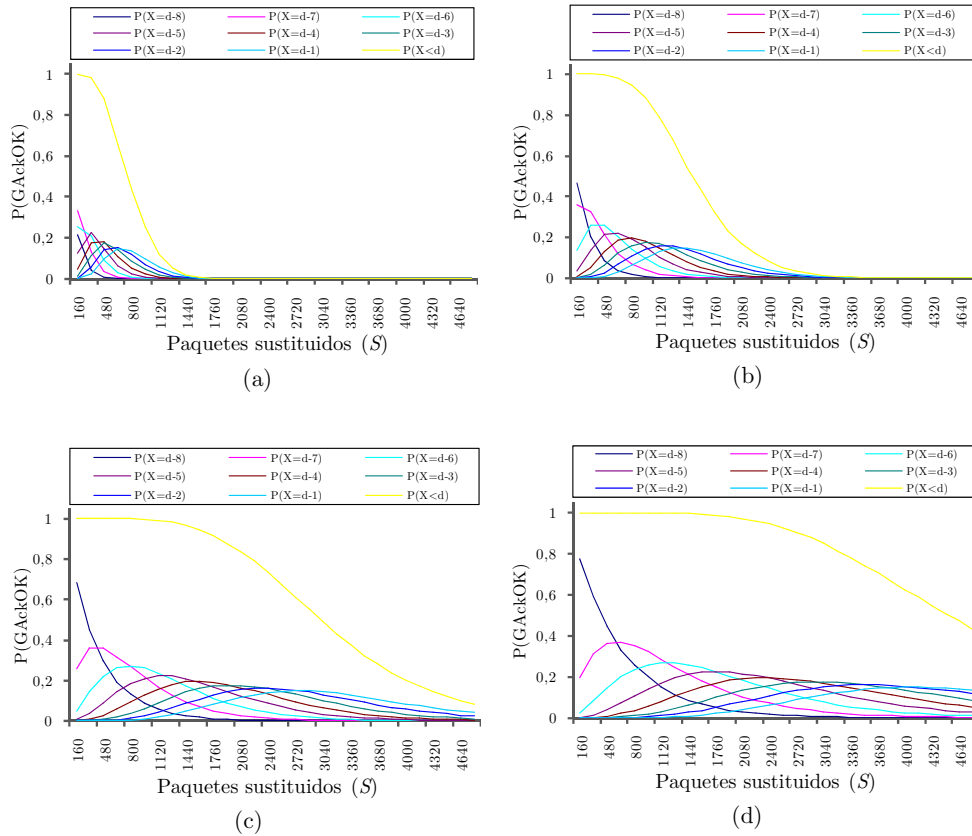 P(X=d-8) P(X=d-7) P(X=d-6)
P(X=d-5) P(X=d-4) P(X=d-3)
P(X=d-2) P(X=d-1) P(X<d)
1
0,8
0,6
0,4
0,2
0
P(GAckOK)
160 480 800 1120 1440 1760 2080 2400 2720 3040 3360 3680 4000 4320 4640
Paquetes sustituidos (S)
(a)
P(X=d-8) P(X=d-7) P(X=d-6)
P(X=d-5) P(X=d-4) P(X=d-3)
P(X=d-2) P(X=d-1) P(X<d)
1
0,8
0,6
0,4
0,2
0
P(GAckOK)
160 480 800 1120 1440 1760 2080 2400 2720 3040 3360 3680 4000 4320 4640
Paquetes sustituidos (S)
(b)
P(X=d-8) P(X=d-7) P(X=d-6)
P(X=d-5) P(X=d-4) P(X=d-3)
P(X=d-2) P(X=d-1) P(X<d)
1
0,8
0,6
0,4
0,2
0
P(GAckOK)
160 480 800 1120 1440 1760 2080 2400 2720 3040 3360 3680 4000 4320 4640
Paquetes sustituidos (S)
(c)
P(X=d-8) P(X=d-7) P(X=d-6)
P(X=d-5) P(X=d-4) P(X=d-3)
P(X=d-2) P(X=d-1) P(X<d)
1
0,8
0,6
0,4
0,2
0
P(GAckOK)
160 480 800 1120 1440 1760 2080 2400 2720 3040 3360 3680 4000 4320 4640
Paquetes sustituidos (S)
(d)